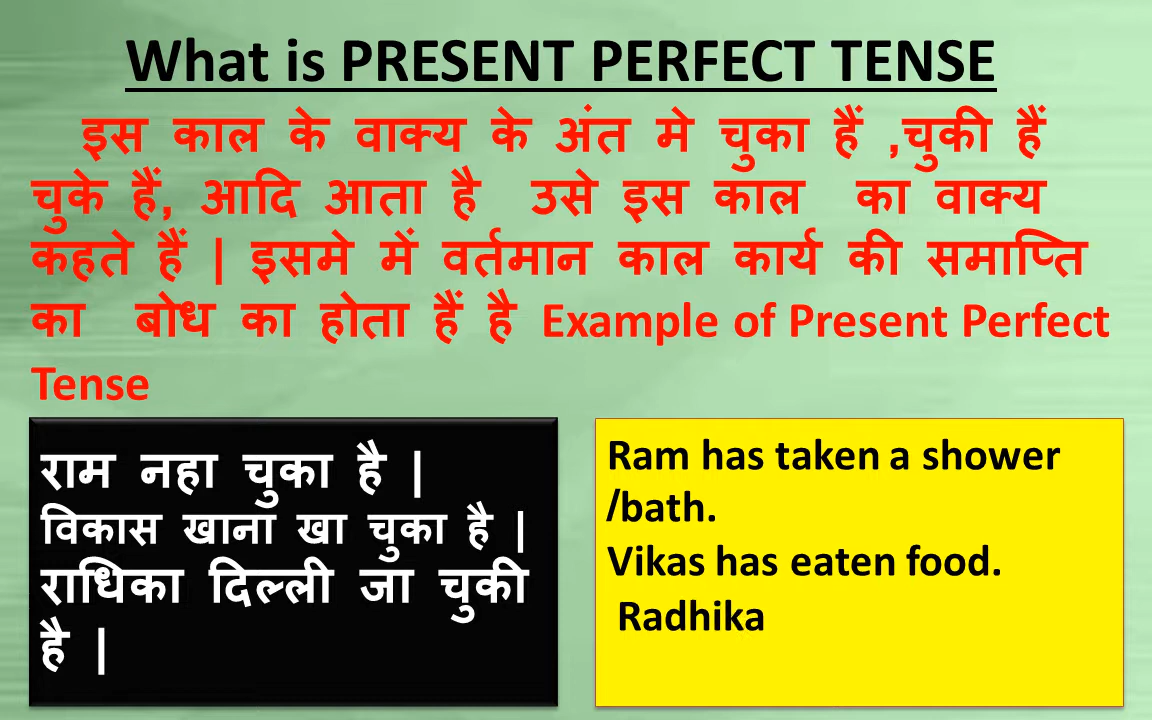 What is PRESENT PERFECT TENSE
इस काल के वाक्य के अंत मे चुका हैं ,चुकी हैं
चुके हैं, आदि आता है उसे इस काल का वाक्य
कहते हैं | इसमे में वर्तमान काल कार्य की समाप्ति
का बोध का होता हैं है Example of Present Perfect
Tense
राम नहा चुका है |
विकास खाना खा चुका है |
राधिका दिल्ली जा चुकी
है |
Ram has taken a shower
/bath.
Vikas has eaten food.
Radhika